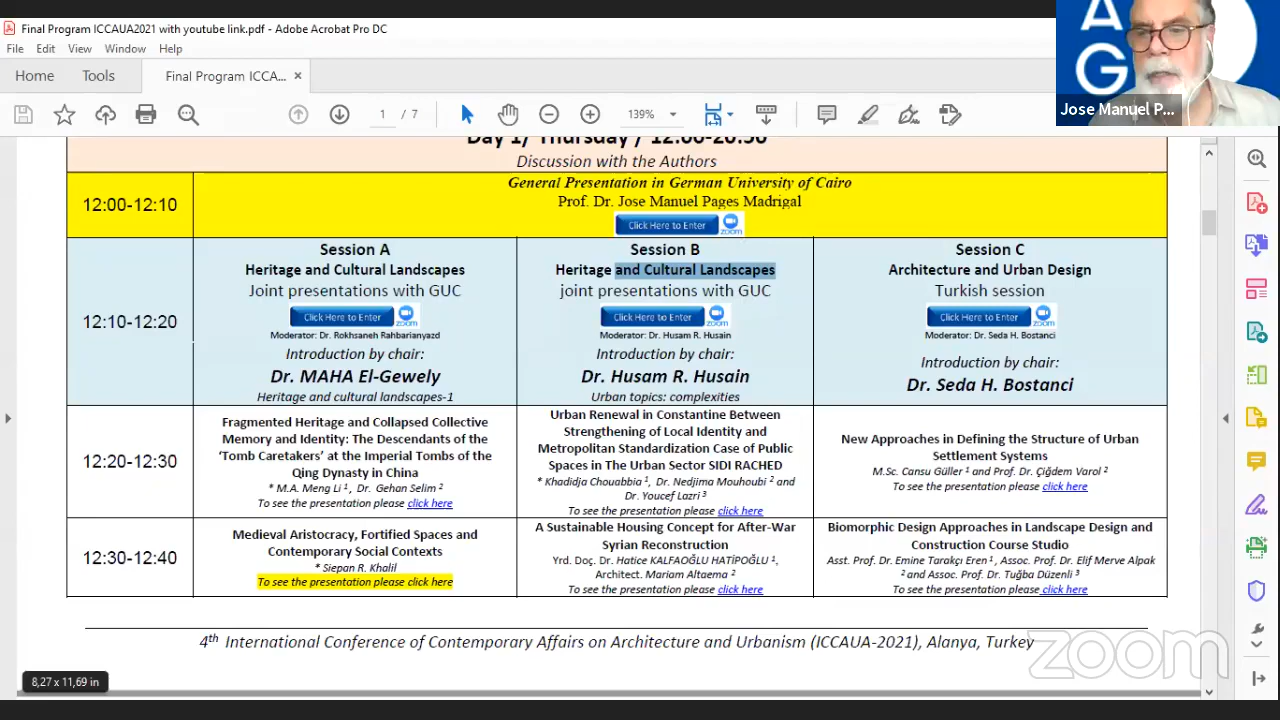 Final Program ICCAUA2021 with youtube link.pdf - Adobe Acrobat Pro DC
File Edit View Window Help
Home Tools Final Program ICCA... ×
1 / 7 139%
A
G
Jose Manuel P...
Day 1/ Thursday / 12:00-20:50
Discussion with the Authors
12:00-12:10
General Presentation in German University of Cairo
Prof. Dr. Jose Manuel Pages Madrigal
Click Here to Enter zoom
12:10-12:20
Session A
Heritage and Cultural Landscapes
Joint presentations with GUC
Click Here to Enter zoom
Moderator: Dr. Rokhsaneh Rahbarianyazd
Introduction by chair:
Dr. MAHA El-Gewely
Heritage and cultural landscapes-1
Session B
Heritage and Cultural Landscapes
joint presentations with GUC
Click Here to Enter zoom
Moderator: Dr. Husam R. Husain
Introduction by chair:
Dr. Husam R. Husain
Urban topics: complexities
Session C
Architecture and Urban Design
Turkish session
Click Here to Enter zoom
Moderator: Dr. Seda H. Bostanci
Introduction by chair:
Dr. Seda H. Bostanci
12:20-12:30
Fragmented Heritage and Collapsed Collective
Memory and Identity: The Descendants of the
‘Tomb Caretakers’ at the Imperial Tombs of the
Qing Dynasty in China
* M.A. Meng Li 1, Dr. Gehan Selim 2
To see the presentation please click here
Urban Renewal in Constantine Between
Strengthening of Local Identity and
Metropolitan Standardization Case of Public
Spaces in The Urban Sector SIDI RACHED
* Khadidja Chouabbia 1, Dr. Nedjima Mouhoubi 2 and
Dr. Youcef Lazri 3
To see the presentation please click here
New Approaches in Defining the Structure of Urban
Settlement Systems
M.Sc. Cansu Güller 1 and Prof. Dr. Çiğdem Varol 2
To see the presentation please click here
12:30-12:40
Medieval Aristocracy, Fortified Spaces and
Contemporary Social Contexts
* Siepan R. Khalil
To see the presentation please click here
A Sustainable Housing Concept for After-War
Syrian Reconstruction
Yrd. Doç. Dr. Hatice KALFAOĞLU HATİPOĞLU 1,
Architect. Mariam Altaema 2
To see the presentation please click here
Biomorphic Design Approaches in Landscape Design and
Construction Course Studio
Asst. Prof. Dr. Emine Tarakçı Eren 1, Assoc. Prof. Dr. Elif Merve Alpak
2 and Assoc. Prof. Dr. Tuğba Düzenli 3
To see the presentation please click here
4th International Conference of Contemporary Affairs on Architecture and Urbanism (ICCAUA-2021), Alanya, Turkey
zoom
8,27 x 11,69 in